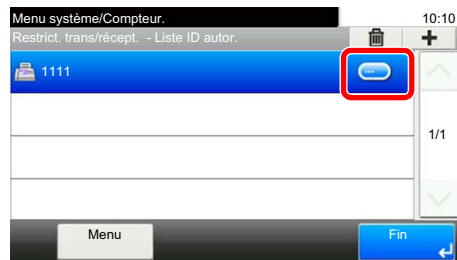 Menu système/Compteur. 10:10
Restrict. trans/récept. - Liste ID autor.
1111
1/1
Menu Fin